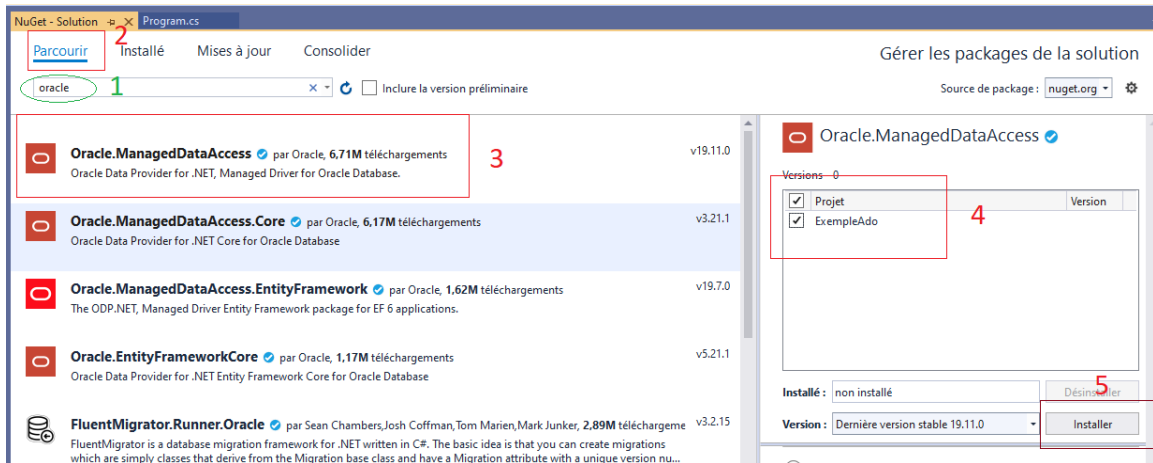 NuGet - Solution
Program.cs
Parcourir
2
Installé
Mises à jour
Consolider
Gérer les packages de la solution
oracle
1
Inclure la version préliminaire
Source de package : nuget.org
Oracle.ManagedDataAccess par Oracle, 6,71M téléchargements
v19.11.0
Oracle Data Provider for .NET, Managed Driver for Oracle Database.
3
Oracle.ManagedDataAccess.Core par Oracle, 6,17M téléchargements
v3.21.1
Oracle Data Provider for .NET Core for Oracle Database
Oracle.ManagedDataAccess.EntityFramework par Oracle, 1,62M téléchargements
v19.7.0
The ODP.NET, Managed Driver Entity Framework package for EF 6 applications.
Oracle.EntityFrameworkCore par Oracle, 1,17M téléchargements
v5.21.1
Oracle Data Provider for .NET Entity Framework Core for Oracle Database
FluentMigrator.Runner.Oracle par Sean Chambers,Josh Coffman,Tom Marien,Mark Junker, 2,89M téléchargeme
v3.2.15
FluentMigrator is a database migration framework for .NET written in C#. The basic idea is that you can create migrations
which are simply classes that derive from the Migration base class and have a Migration attribute with a unique version nu...
Oracle.ManagedDataAccess
Versions - 0
Projet
Version
ExempleAdo
4
5
Installé : non installé
Désinstaller
Version : Dernière version stable 19.11.0
Installer